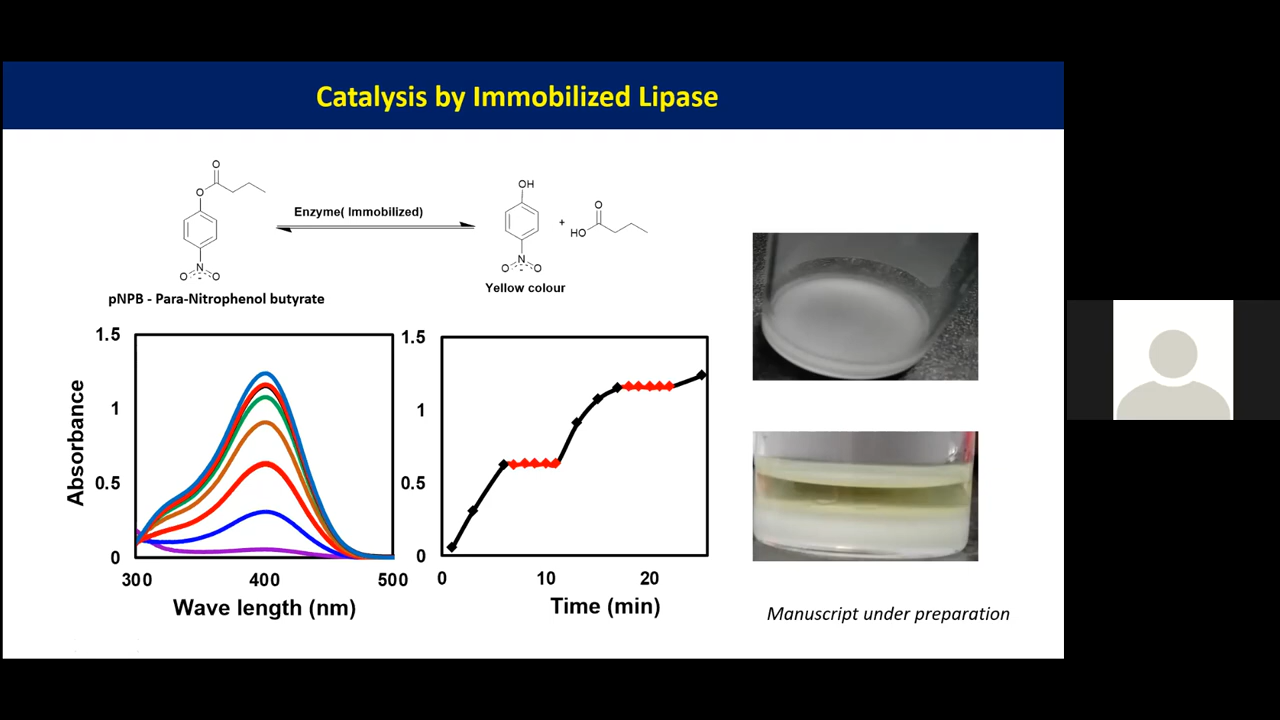 Catalysis by Immobilized Lipase
O
O
N
O O
-
pNPB - Para-Nitrophenol butyrate
Enzyme( Immobilized)
OH
N
O O
-
Yellow colour
+
O
HO
1.5
1
0.5
0
300 400 500
Absorbance
Wave length (nm)
1.5
1
0.5
0
0 10 20
Time (min)
Manuscript under preparation